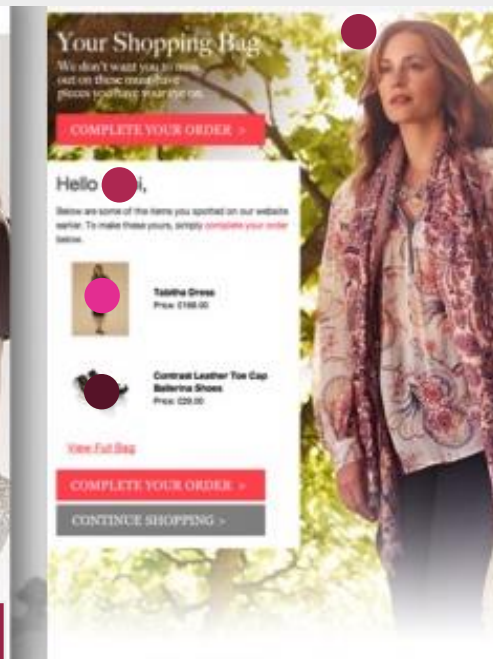 Your Shopping Bag
We don't want you to miss
out on these must-have
pieces you have your eye on.
COMPLETE YOUR ORDER >
Hello i,
Below are some of the items you spotted on our website
earlier. To make these yours, simply complete your order
below.
Tabitha Dress
Price: £
Contrast Leather Toe Cap
Ballerina Shoes
Price:
View Full Bag
COMPLETE YOUR ORDER >
CONTINUE SHOPPING >